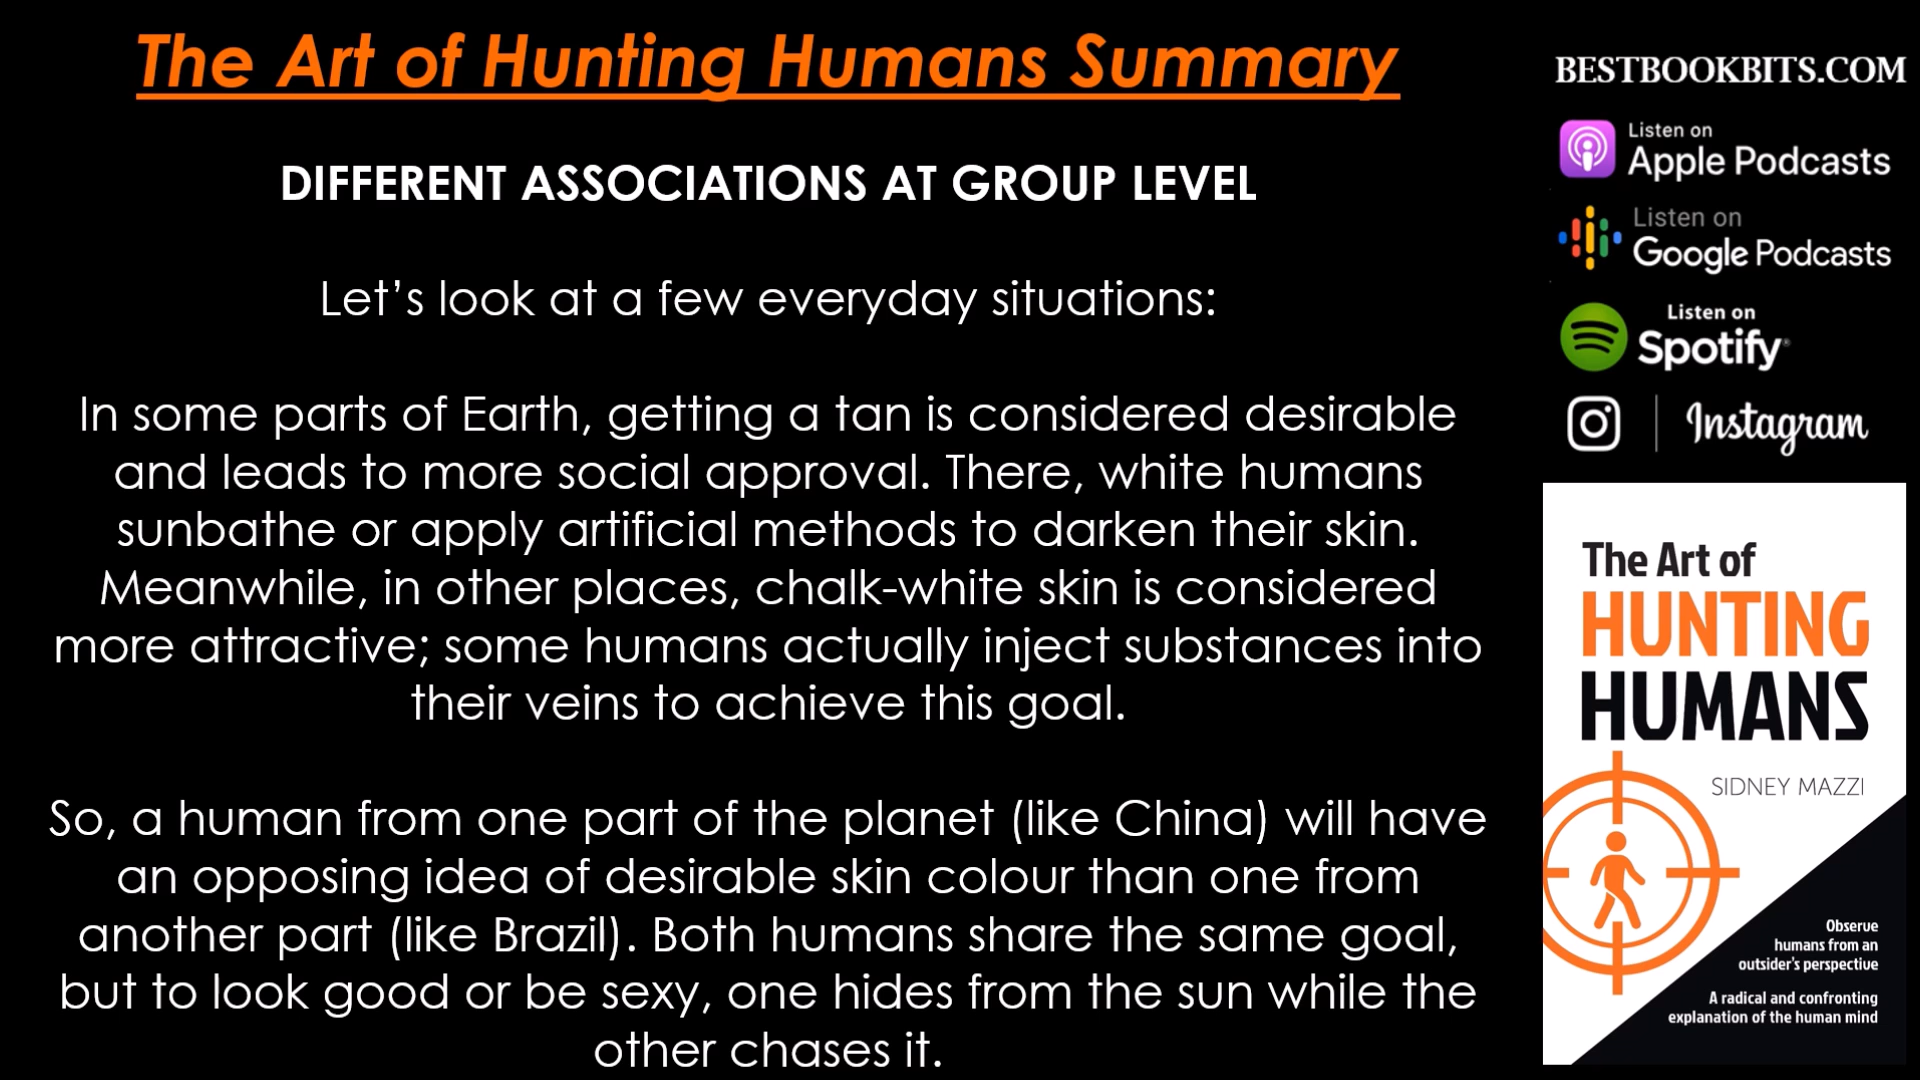 The Art of Hunting Humans Summary
DIFFERENT ASSOCIATIONS AT GROUP LEVEL
Let’s look at a few everyday situations:
In some parts of Earth, getting a tan is considered desirable
and leads to more social approval. There, white humans
sunbathe or apply artificial methods to darken their skin.
Meanwhile, in other places, chalk-white skin is considered
more attractive; some humans actually inject substances into
their veins to achieve this goal.
So, a human from one part of the planet (like China) will have
an opposing idea of desirable skin colour than one from
another part (like Brazil). Both humans share the same goal,
but to look good or be sexy, one hides from the sun while the
other chases it.
BESTBOOKBITS.COM
Listen on
Apple Podcasts
Listen on
Google Podcasts
Listen on
Spotify
Instagram
The Art of
HUNTING
HUMANS
SIDNEY MAZZI
Observe
humans from an
outsider's perspective
A radical and confronting
explanation of the human mind